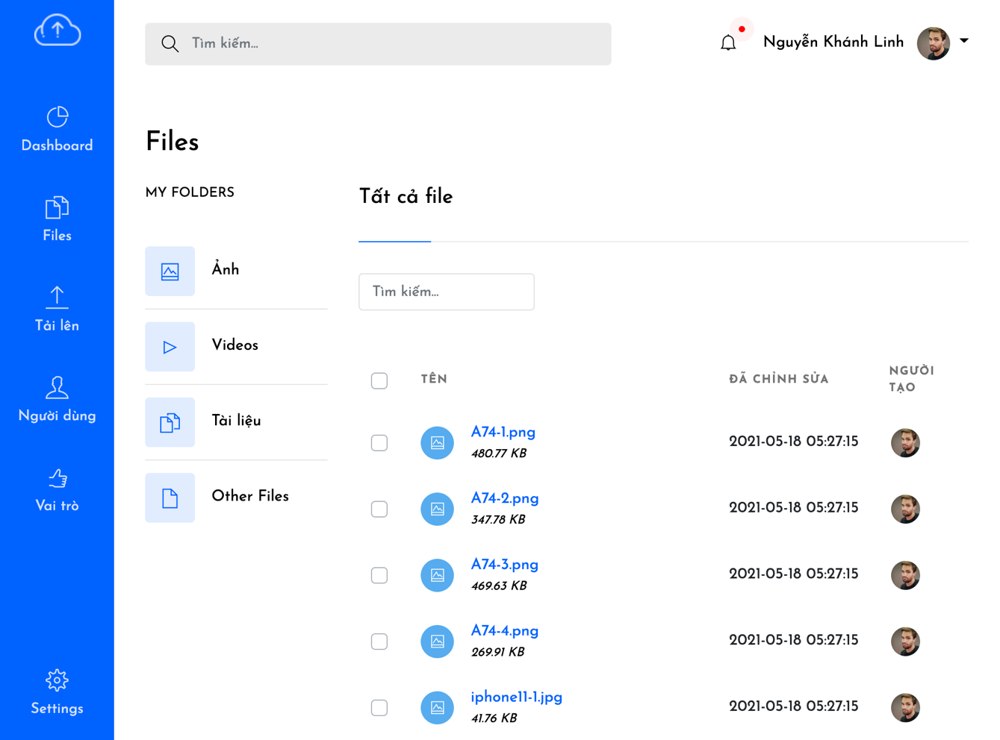 Tìm kiếm...
Nguyễn Khánh Linh
Dashboard
Files
Tải lên
Người dùng
Vai trò
Settings
Files
MY FOLDERS
Ảnh
Videos
Tài liệu
Other Files
Tất cả file
Tìm kiếm...
TÊN
ĐÃ CHỈNH SỬA
NGƯỜI
TẠO
A74-1.png
480.77 KB
2021-05-18 05:27:15
A74-2.png
347.78 KB
2021-05-18 05:27:15
A74-3.png
469.63 KB
2021-05-18 05:27:15
A74-4.png
269.91 KB
2021-05-18 05:27:15
iphone11-1.jpg
41.76 KB
2021-05-18 05:27:15